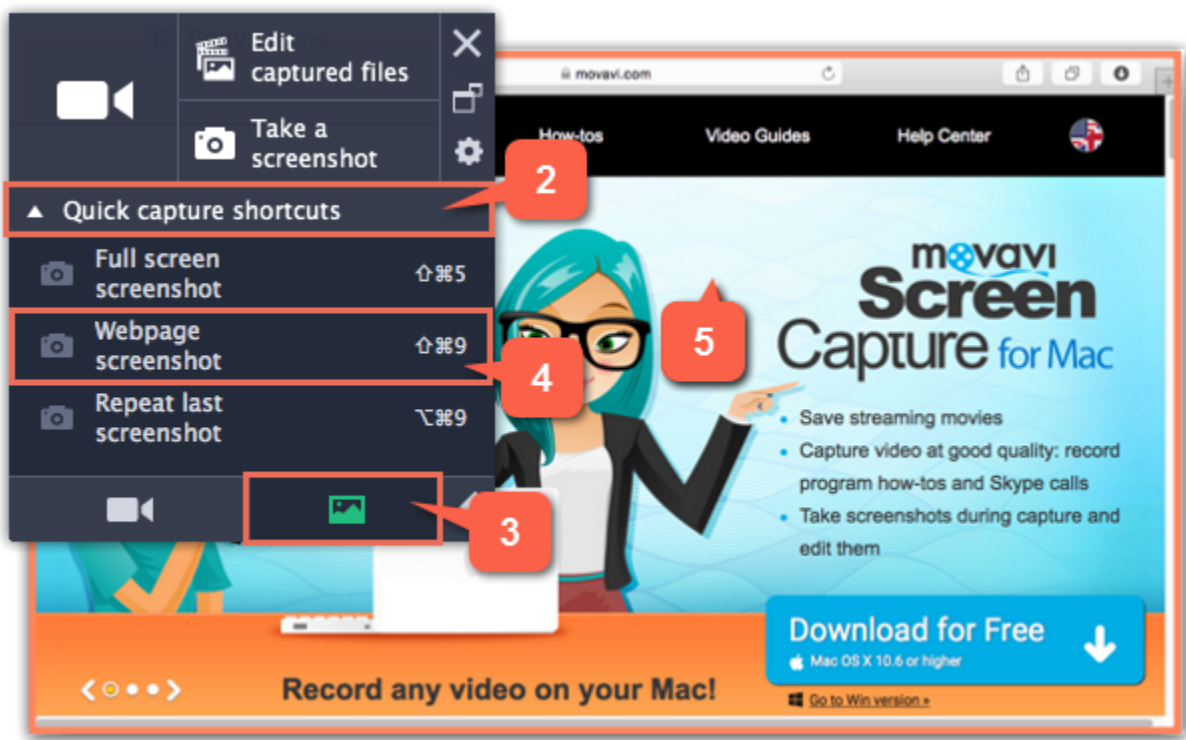 Edit
captured files
Take a
screenshot
Quick capture shortcuts
Full screen
screenshot
⇧⌘5
Webpage
screenshot
⇧⌘9
Repeat last
screenshot
⌥⌘9
2
3
4
5
movavi.com
How-tos
Video Guides
Help Center
movavi
Screen
Capture for Mac
Save streaming movies
Capture video at good quality: record
program how-tos and Skype calls
Take screenshots during capture and
edit them
Download for Free
Mac OS X 10.6 or higher
Go to Win version »
Record any video on your Mac!